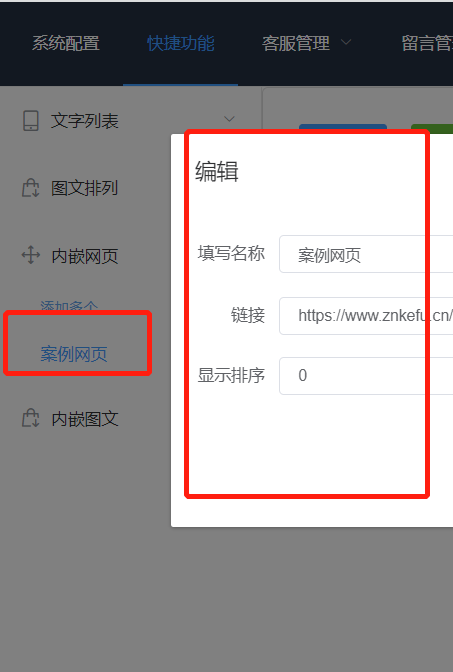 系统配置 快捷功能 客服管理 留言管
文字列表
图文排列
内嵌网页
添加多个
案例网页
内嵌图文
编辑
填写名称 案例网页
链接 https://www.znkefu.cn/
显示排序 0